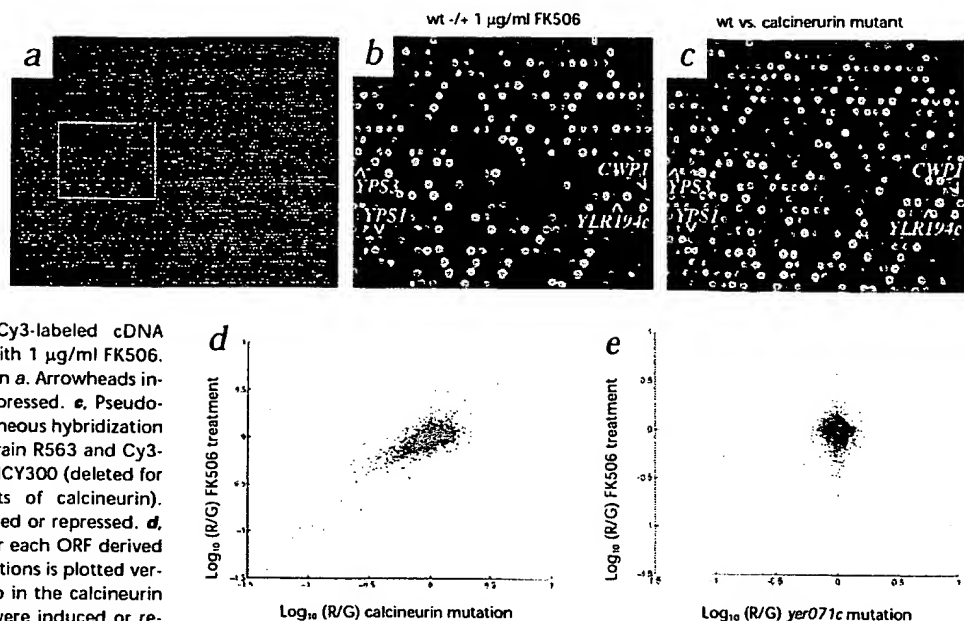 wt -/+ 1 µg/ml FK506
wt vs. calcinerurin mutant
a
b
c
CWP1
YPS3
YPS1
YLR194c
CWP1
YPS3
YPS1
YLR194c
Cy3-labeled cDNA
ith 1 µg/ml FK506.
n a. Arrowheads in-
pressed. c, Pseudo-
neous hybridization
rain R563 and Cy3-
ICY300 (deleted for
ts of calcineurin).
ed or repressed. d,
r each ORF derived
tions is plotted ver-
o in the calcineurin
were induced or re-
d
Log₁₀ (R/G) FK506 treatment
Log₁₀ (R/G) calcineurin mutation
e
Log₁₀ (R/G) FK506 treatment
Log₁₀ (R/G) yer071c mutation